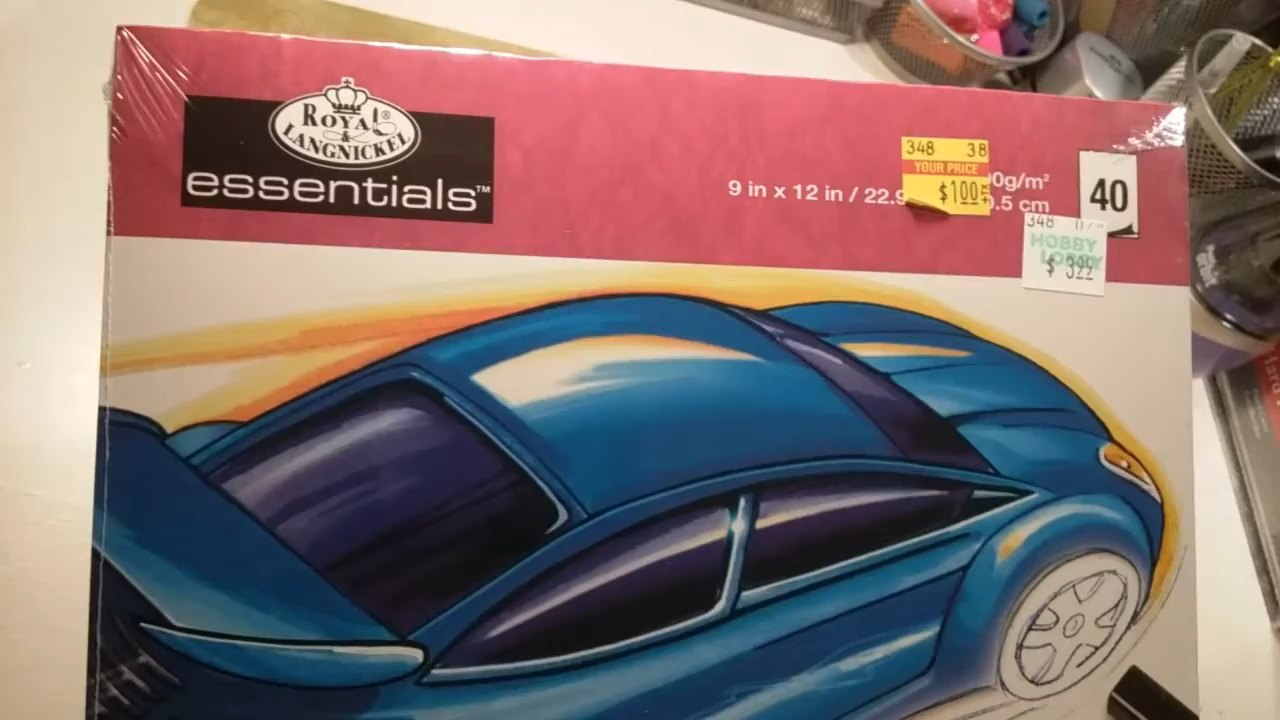 ROYAL®
&
LANGNICKEL
essentials™
348 38
YOUR PRICE
$1.00
9 in x 12 in / 22.9
0g/m²
.5 cm
40
348
HOBBY
LOBBY
$ 3.99